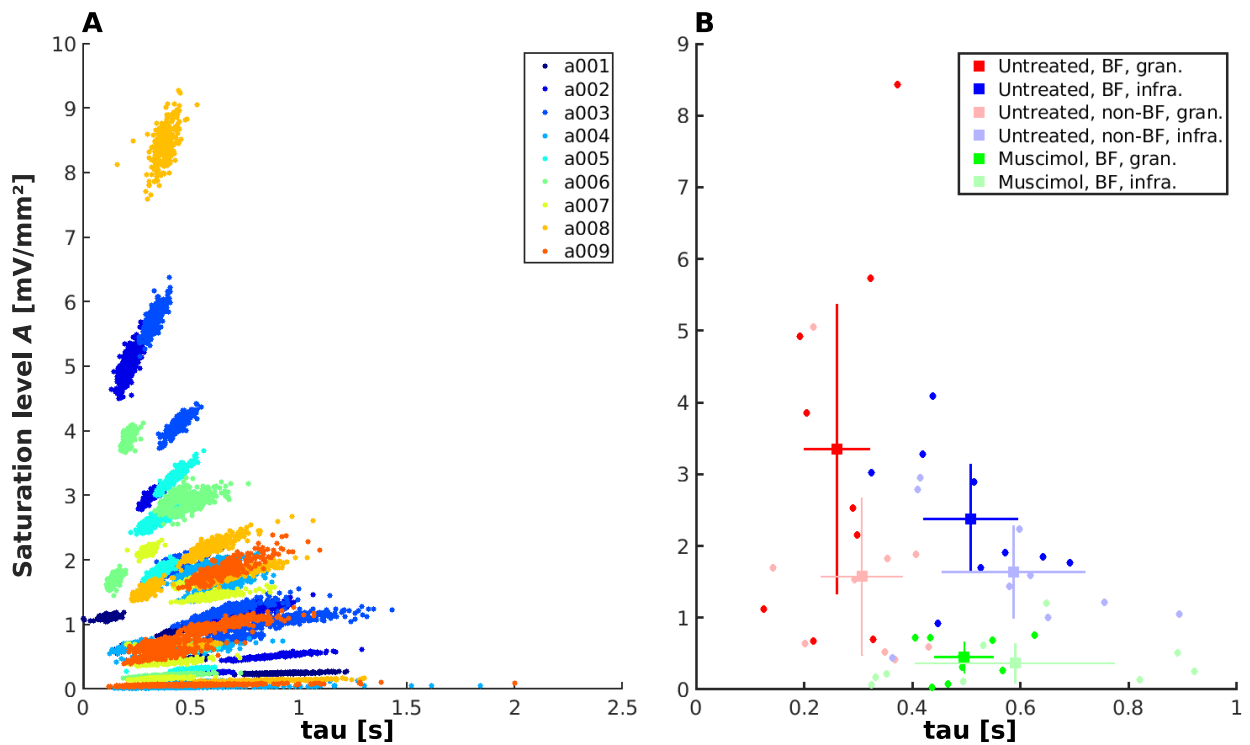 A
Saturation level A [mV/mm²]
10
9
8
7
6
5
4
3
2
1
0
0
0.5
1
1.5
2
2.5
tau [s]
a001
a002
a003
a004
a005
a006
a007
a008
a009
B
9
8
7
6
5
4
3
2
1
0
0
0.2
0.4
0.6
0.8
1
tau [s]
Untreated, BF, gran.
Untreated, BF, infra.
Untreated, non-BF, gran.
Untreated, non-BF, infra.
Muscimol, BF, gran.
Muscimol, BF, infra.